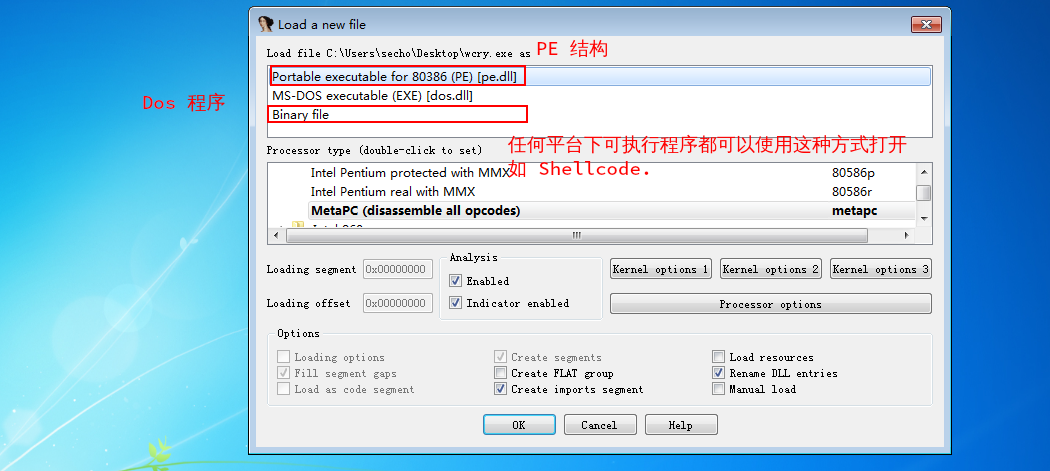 Load a new file
Load file C:\Users\secho\Desktop\wcry.exe as PE 结构
Portable executable for 80386 (PE) [pe.dll]
Dos 程序
MS-DOS executable (EXE) [dos.dll]
Binary file
任何平台下可执行程序都可以使用这种方式打开
如 Shellcode.
Processor type (double-click to set)
Intel Pentium protected with MMX 80586p
Intel Pentium real with MMX 80586r
MetaPC (disassemble all opcodes) metapc
Loading segment 0x00000000
Loading offset 0x00000000
Analysis
Enabled
Indicator enabled
Kernel options 1 Kernel options 2 Kernel options 3
Processor options
Options
Loading options Create segments Load resources
Fill segment gaps Create FLAT group Rename DLL entries
Load as code segment Create imports segment Manual load
OK Cancel Help